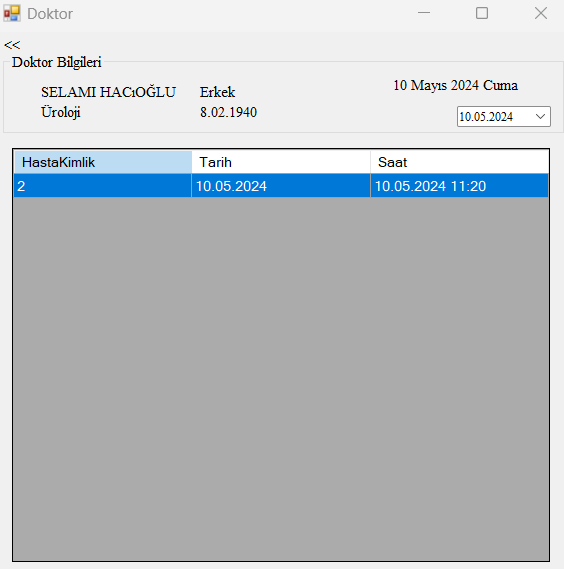 Doktor
<<
Doktor Bilgileri
SELAMI HACıOĞLU Erkek 10 Mayıs 2024 Cuma
Üroloji 8.02.1940 10.05.2024
HastaKimlik Tarih Saat
2 10.05.2024 10.05.2024 11:20